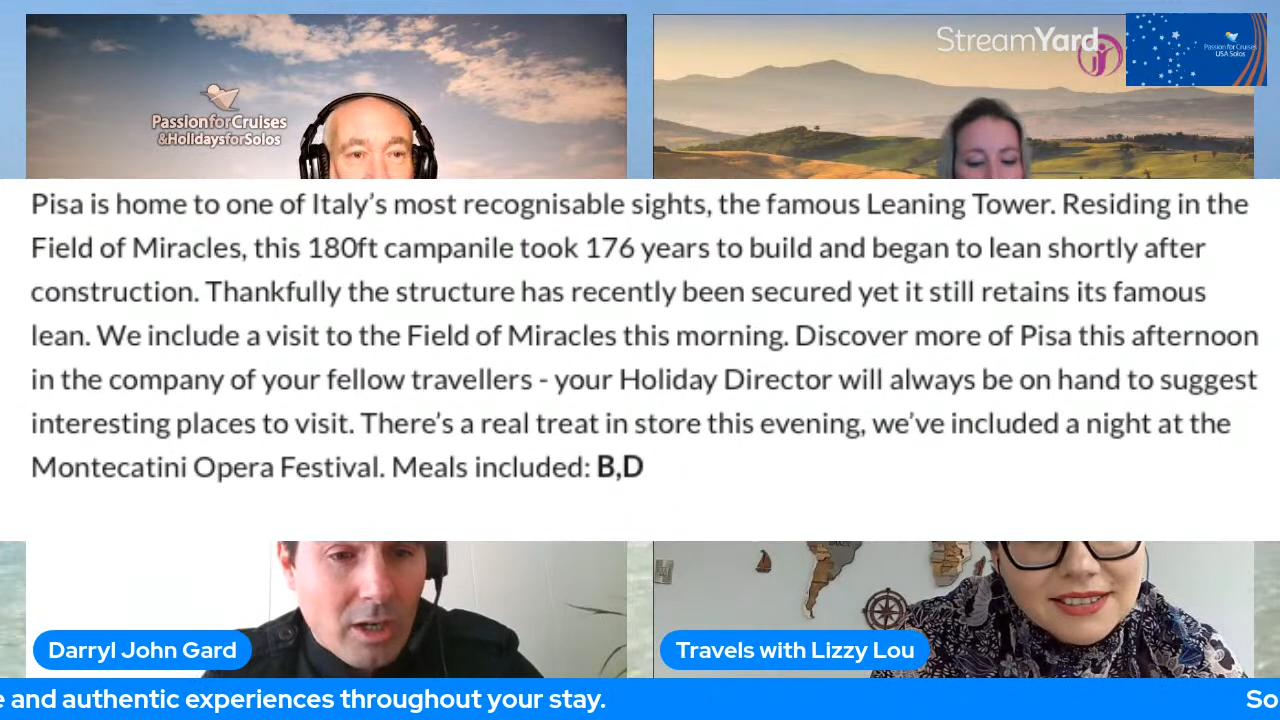 StreamYard
Passion for Cruises
USA Solos
PassionforCruises
&HolidaysforSolos
Pisa is home to one of Italy’s most recognisable sights, the famous Leaning Tower. Residing in the
Field of Miracles, this 180ft campanile took 176 years to build and began to lean shortly after
construction. Thankfully the structure has recently been secured yet it still retains its famous
lean. We include a visit to the Field of Miracles this morning. Discover more of Pisa this afternoon
in the company of your fellow travellers - your Holiday Director will always be on hand to suggest
interesting places to visit. There’s a real treat in store this evening, we’ve included a night at the
Montecatini Opera Festival. Meals included: B,D
Darryl John Gard
Travels with Lizzy Lou
e and authentic experiences throughout your stay.
So